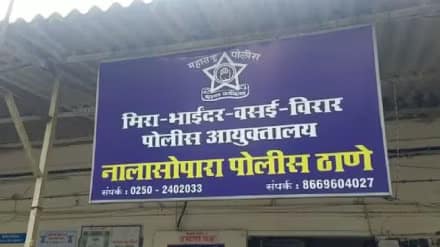 महाराष्ट्र पोलीस
मिरा-भाईंदर-वसई-विरार
पोलीस आयुक्तालय
नालासोपारा पोलीस ठाणे
संपर्क : 0250 - 2402033 संपर्क : 8669604027